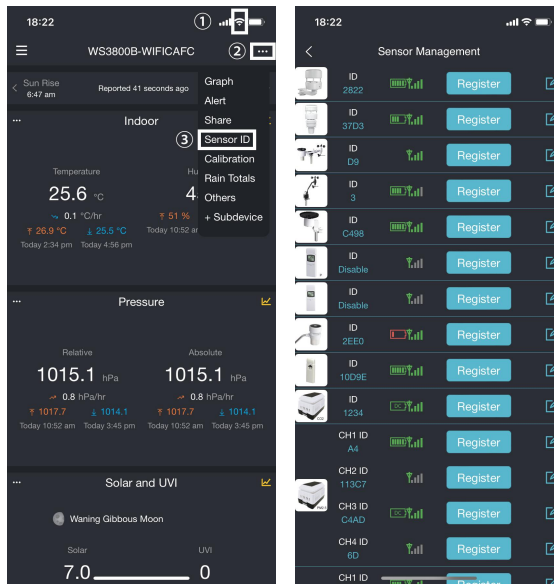 18:22
①
WS3800B-WIFICAFC
②
Sun Rise
6:47 am
Reported 41 seconds ago
Graph
Alert
Share
③
Sensor ID
Calibration
Rain Totals
Others
+ Subdevice
Indoor
Temperature
Hu
25.6 °C
4
0.1 °C/hr
26.9 °C
25.5 °C
51 %
Today 2:34 pm
Today 4:56 pm
Today 10:52 am
Pressure
Relative
Absolute
1015.1 hPa
1015.1 hPa
0.8 hPa/hr
0.8 hPa/hr
1017.7
1014.1
1017.7
1014.1
Today 10:52 am
Today 3:45 pm
Today 10:52 am
Today 3:45 pm
Solar and UVI
Waning Gibbous Moon
Solar
UVI
7.0
0
18:22
Sensor Management
ID
2822
Register
ID
37D3
Register
ID
D9
Register
ID
3
Register
ID
C498
Register
ID
Disable
Register
ID
Disable
Register
ID
2EE0
Register
ID
10D9E
Register
CO2
ID
1234
DC
Register
CH1 ID
A4
Register
CH2 ID
113C7
Register
PM2.5
CH3 ID
C4AD
DC
Register
CH4 ID
6D
Register
CH1 ID